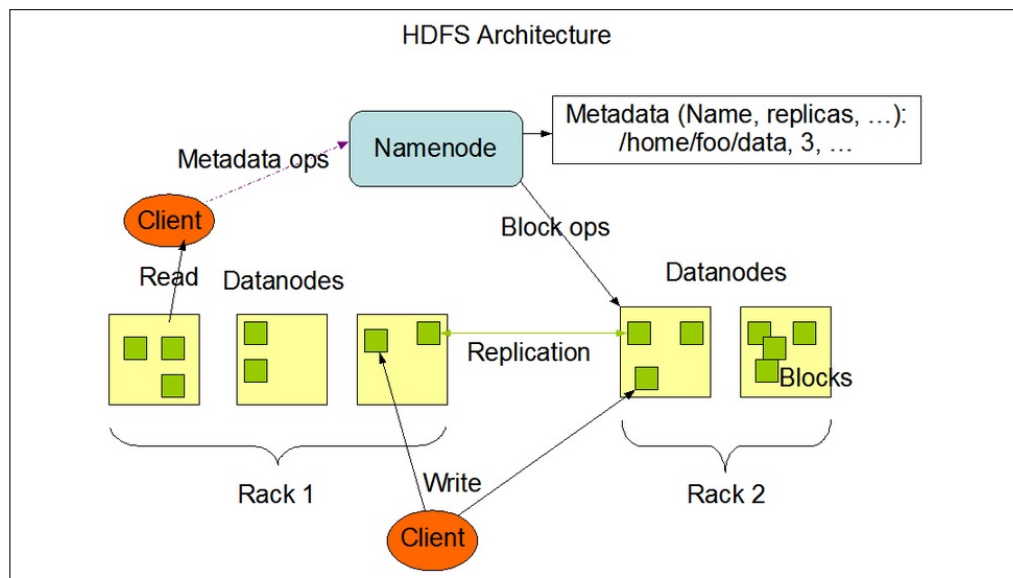 HDFS Architecture
Metadata (Name, replicas, …):
/home/foo/data, 3, …
Namenode
Metadata ops
Client
Block ops
Read
Datanodes
Datanodes
Replication
Blocks
Rack 1
Write
Rack 2
Client